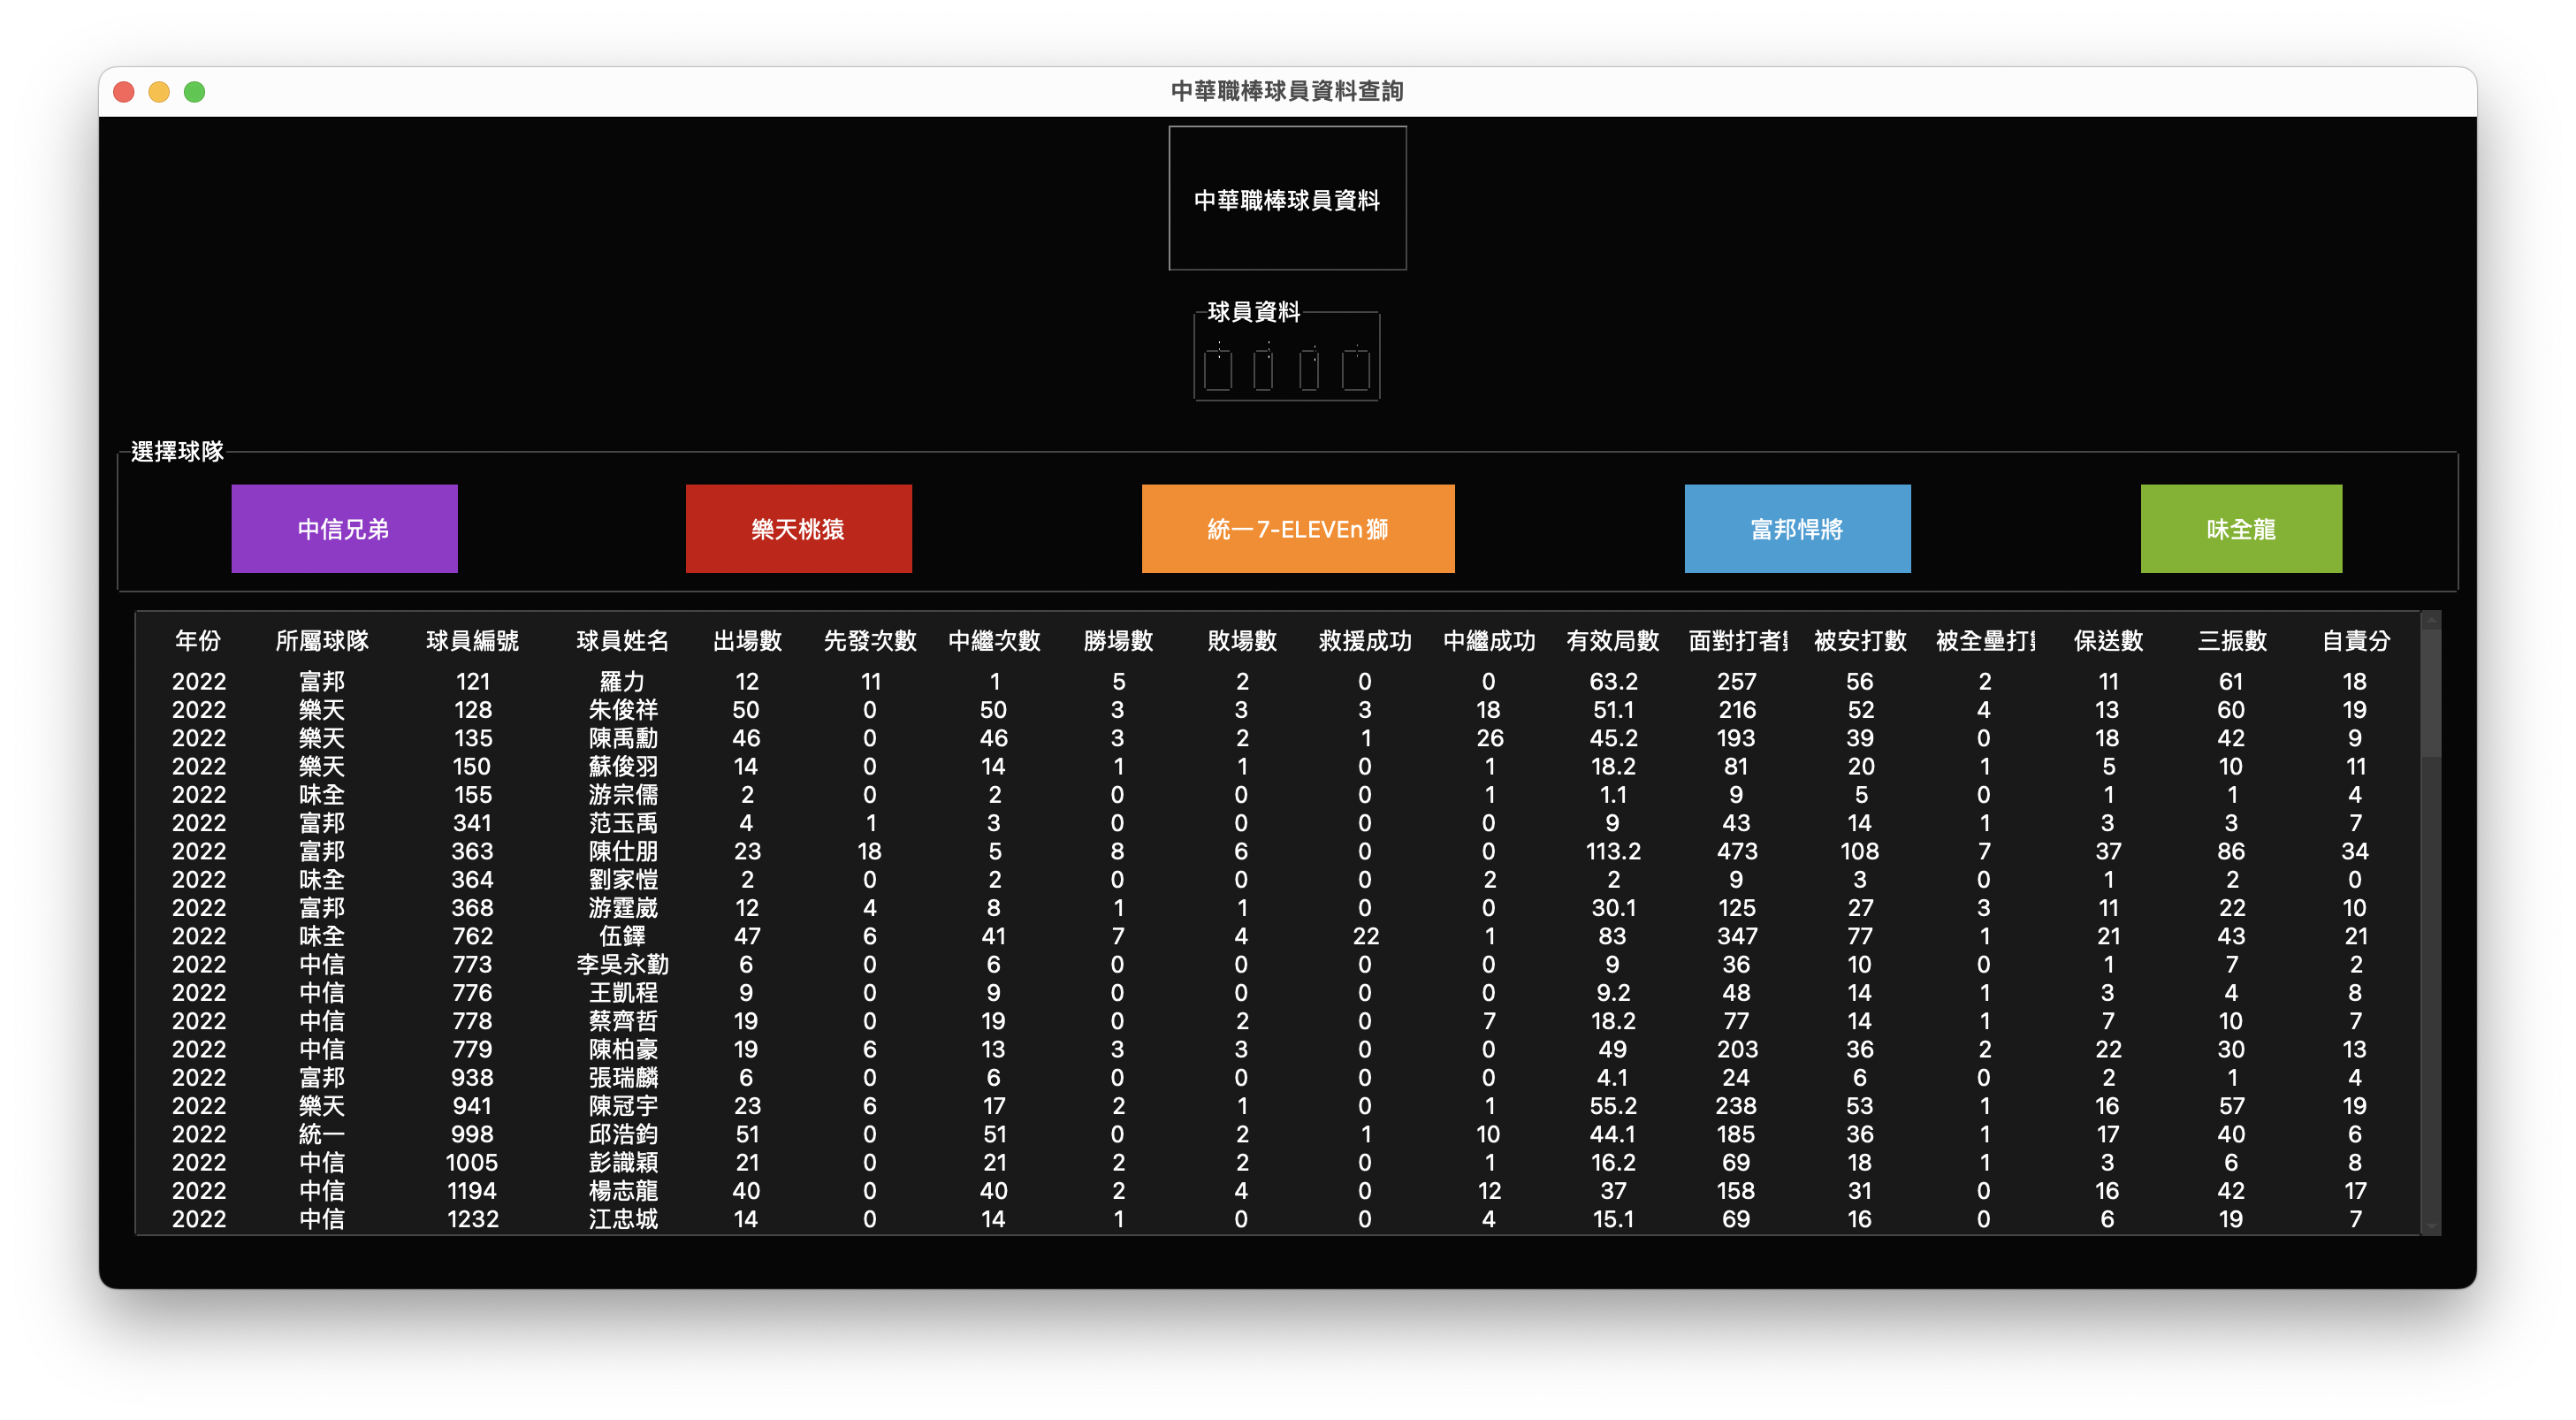 中華職棒球員資料查詢
中華職棒球員資料
球員資料
選擇球隊
中信兄弟 樂天桃猿 統一7-ELEVEn獅 富邦悍將 味全龍
年份 所屬球隊 球員編號 球員姓名 出場數 先發次數 中繼次數 勝場數 敗場數 救援成功 中繼成功 有效局數 面對打者 被安打數 被全壘打 保送數 三振數 自責分
2022 富邦 121 羅力 12 11 1 5 2 0 0 63.2 257 56 2 11 61 18
2022 樂天 128 朱俊祥 50 0 50 3 3 3 18 51.1 216 52 4 13 60 19
2022 樂天 135 陳禹勳 46 0 46 3 2 1 26 45.2 193 39 0 18 42 9
2022 樂天 150 蘇俊羽 14 0 14 1 1 0 1 18.2 81 20 1 5 10 11
2022 味全 155 游宗儒 2 0 2 0 0 0 1 1.1 9 5 0 1 1 4
2022 富邦 341 范玉禹 4 1 3 0 0 0 0 9 43 14 1 3 3 7
2022 富邦 363 陳仕朋 23 18 5 8 6 0 0 113.2 473 108 7 37 86 34
2022 味全 364 劉家愷 2 0 2 0 0 0 2 2 9 3 0 1 2 0
2022 富邦 368 游霆崴 12 4 8 1 1 0 0 30.1 125 27 3 11 22 10
2022 味全 762 伍鐸 47 6 41 7 4 22 1 83 347 77 1 21 43 21
2022 中信 773 李吳永勤 6 0 6 0 0 0 0 9 36 10 0 1 7 2
2022 中信 776 王凱程 9 0 9 0 0 0 0 9.2 48 14 1 3 4 8
2022 中信 778 蔡齊哲 19 0 19 0 2 0 7 18.2 77 14 1 7 10 7
2022 中信 779 陳柏豪 19 6 13 3 3 0 0 49 203 36 2 22 30 13
2022 富邦 938 張瑞麟 6 0 6 0 0 0 0 4.1 24 6 0 2 1 4
2022 樂天 941 陳冠宇 23 6 17 2 1 0 1 55.2 238 53 1 16 57 19
2022 統一 998 邱浩鈞 51 0 51 0 2 1 10 44.1 185 36 1 17 40 6
2022 中信 1005 彭識穎 21 0 21 2 2 0 1 16.2 69 18 1 3 6 8
2022 中信 1194 楊志龍 40 0 40 2 4 0 12 37 158 31 0 16 42 17
2022 中信 1232 江忠城 14 0 14 1 0 0 4 15.1 69 16 0 6 19 7